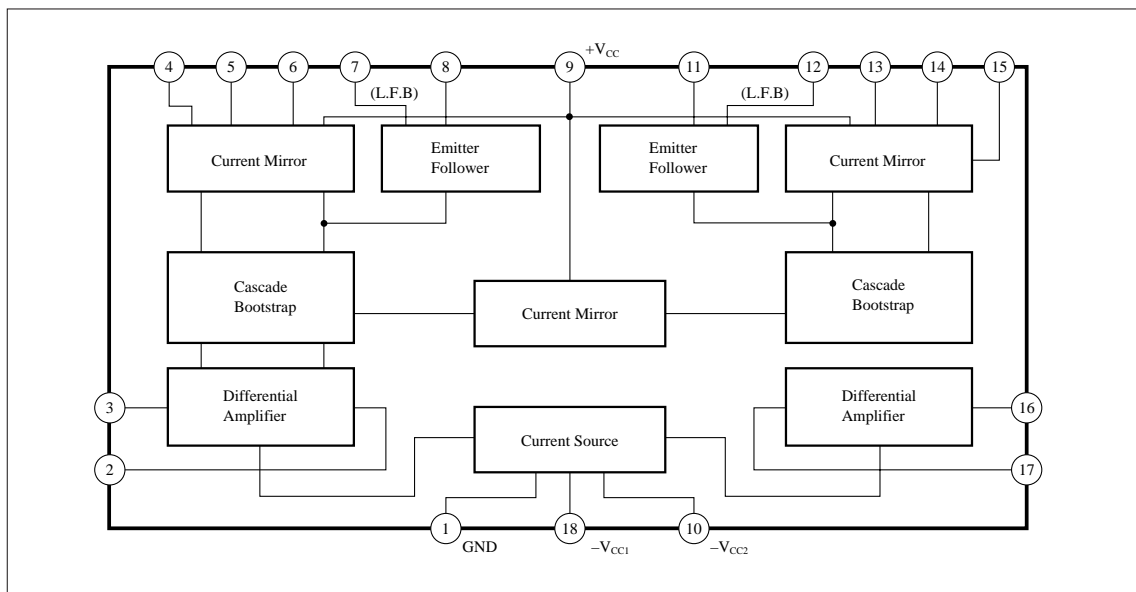 +VCC
4 5 6 7 8 9 11 12 13 14 15
(L.F.B) (L.F.B)
Current Mirror
Emitter
Follower
Emitter
Follower
Current Mirror
Cascade
Bootstrap
Current Mirror
Cascade
Bootstrap
Differential
Amplifier
Current Source
Differential
Amplifier
3
16
2
17
1
18
10
GND
–VCC1
–VCC2